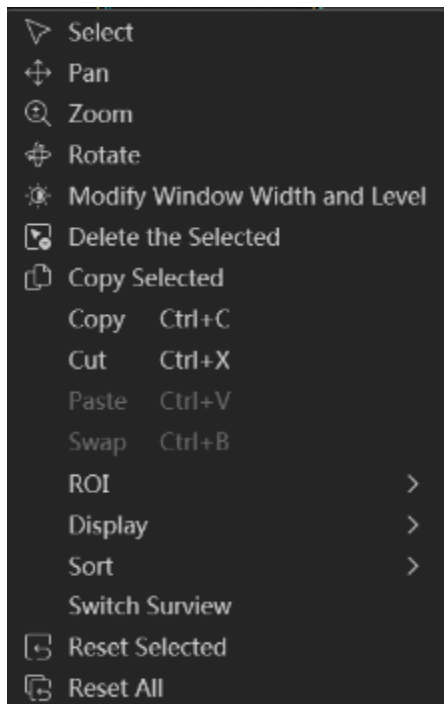 Select
Pan
Zoom
Rotate
Modify Window Width and Level
Delete the Selected
Copy Selected
Copy Ctrl+C
Cut Ctrl+X
Paste Ctrl+V
Swap Ctrl+B
ROI
Display
Sort
Switch Surview
Reset Selected
Reset All